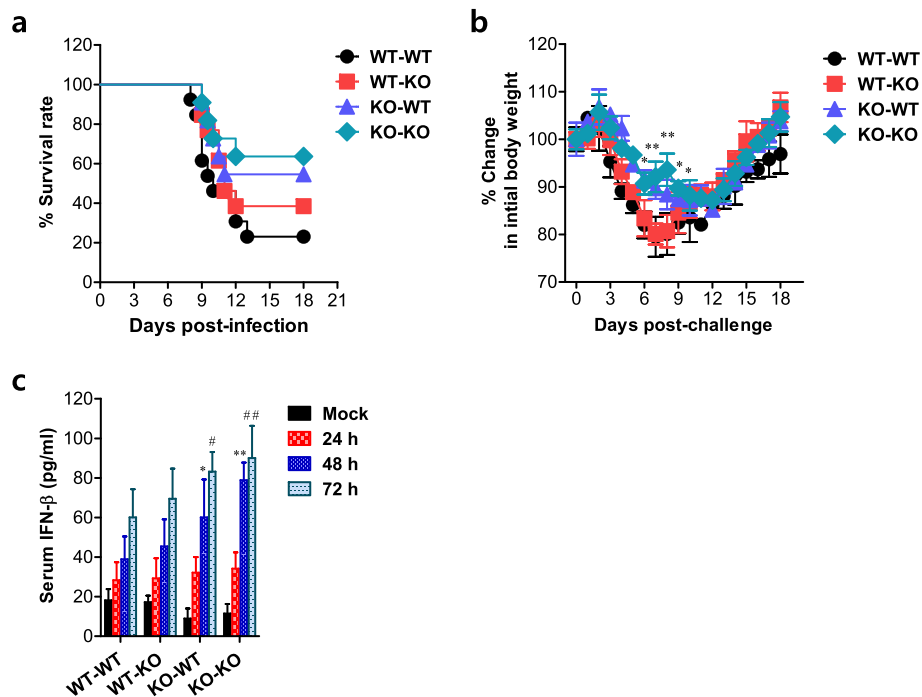 a
120
100
80
60
40
20
0
% Survival rate
0 3 6 9 12 15 18 21
Days post-infection
WT-WT
WT-KO
KO-WT
KO-KO
b
120
110
100
90
80
70
% Change
in intial body weight
* ** ** * *
0 3 6 9 12 15 18
Days post-challenge
WT-WT
WT-KO
KO-WT
KO-KO
c
120
100
80
60
40
20
0
Serum IFN-β (pg/ml)
* # ** ##
WT-WT
WT-KO
KO-WT
KO-KO
Mock
24 h
48 h
72 h